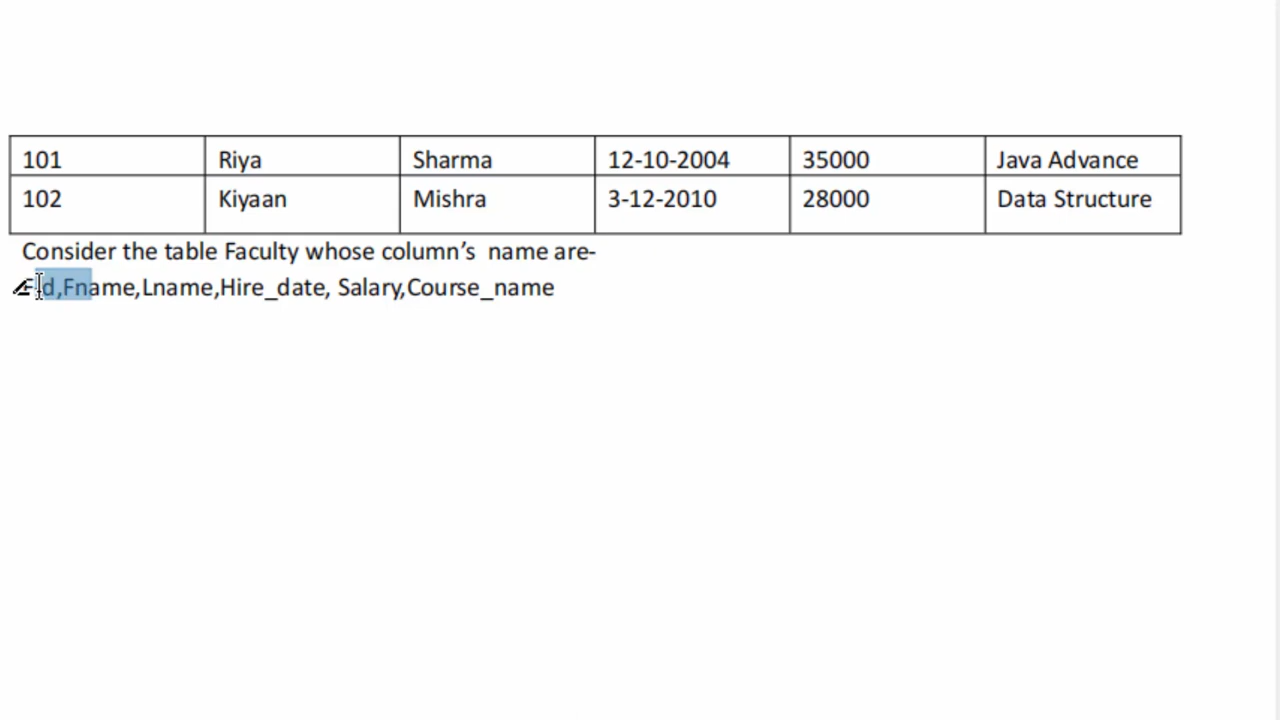 101 Riya Sharma 12-10-2004 35000 Java Advance
102 Kiyaan Mishra 3-12-2010 28000 Data Structure
Consider the table Faculty whose column’s name are-
Fname,Lname,Hire_date, Salary,Course_name